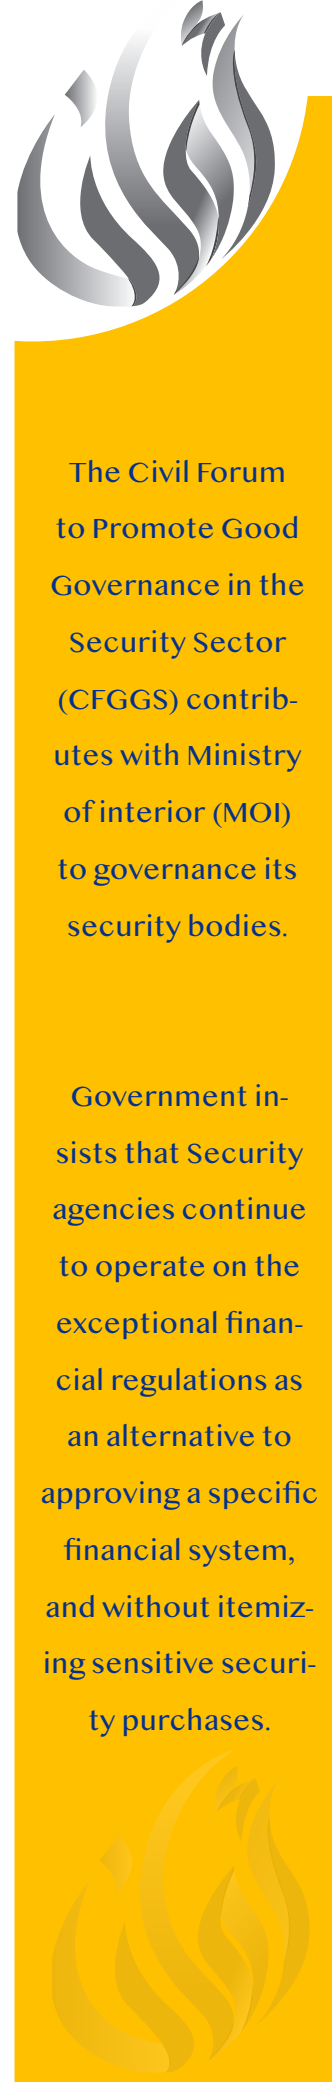 The Civil Forum
to Promote Good
Governance in the
Security Sector
(CFGGS) contrib-
utes with Ministry
of interior (MOI)
to governance its
security bodies.
Government in-
sists that Security
agencies continue
to operate on the
exceptional finan-
cial regulations as
an alternative to
approving a specific
financial system,
and without itemiz-
ing sensitive securi-
ty purchases.